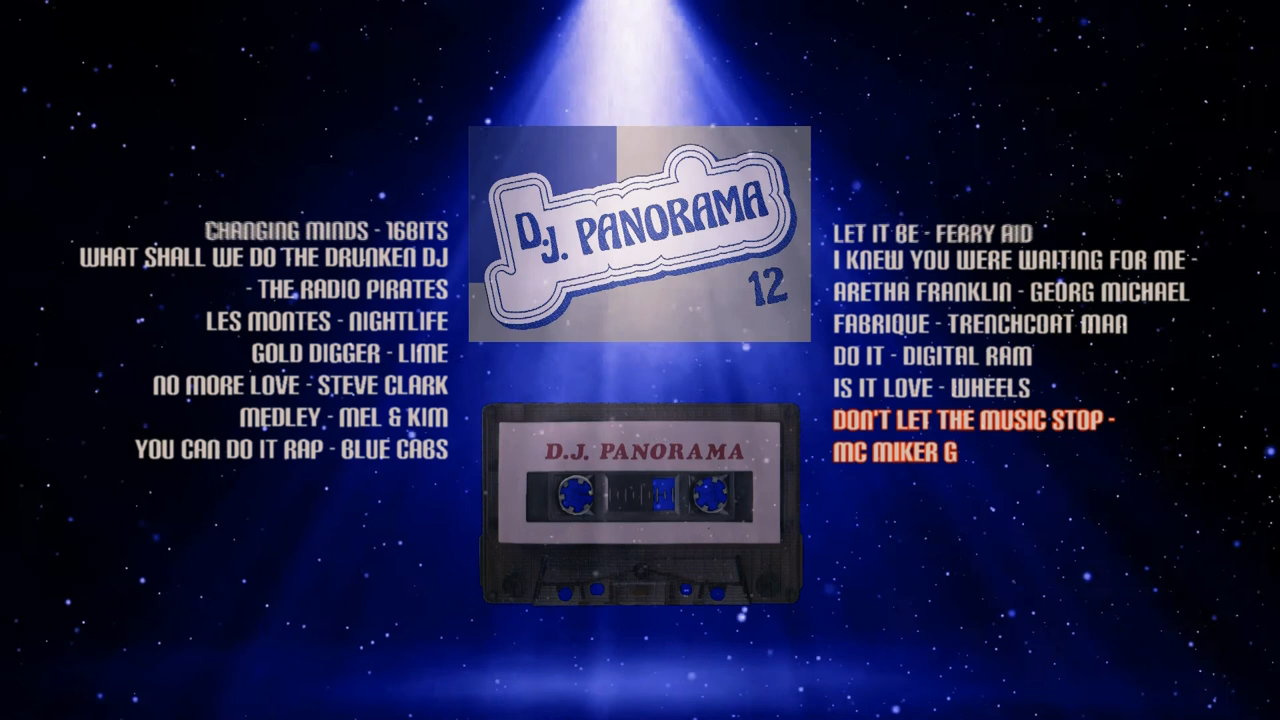 CHANGING MINDS - 16BITS
WHAT SHALL WE DO THE DRUNKEN DJ
- THE RADIO PIRATES
LES MONTES - NIGHTLIFE
GOLD DIGGER - LIME
NO MORE LOVE - STEVE CLARK
MEDLEY - MEL & KIM
YOU CAN DO IT RAP - BLUE CABS
D.J. PANORAMA
12
D.J. PANORAMA
LET IT BE - FERRY AID
I KNEW YOU WERE WAITING FOR ME -
ARETHA FRANKLIN - GEORG MICHAEL
FABRIQUE - TRENCHCOAT MAN
DO IT - DIGITAL RAM
IS IT LOVE - WHEELS
DON'T LET THE MUSIC STOP -
MC MIKER G